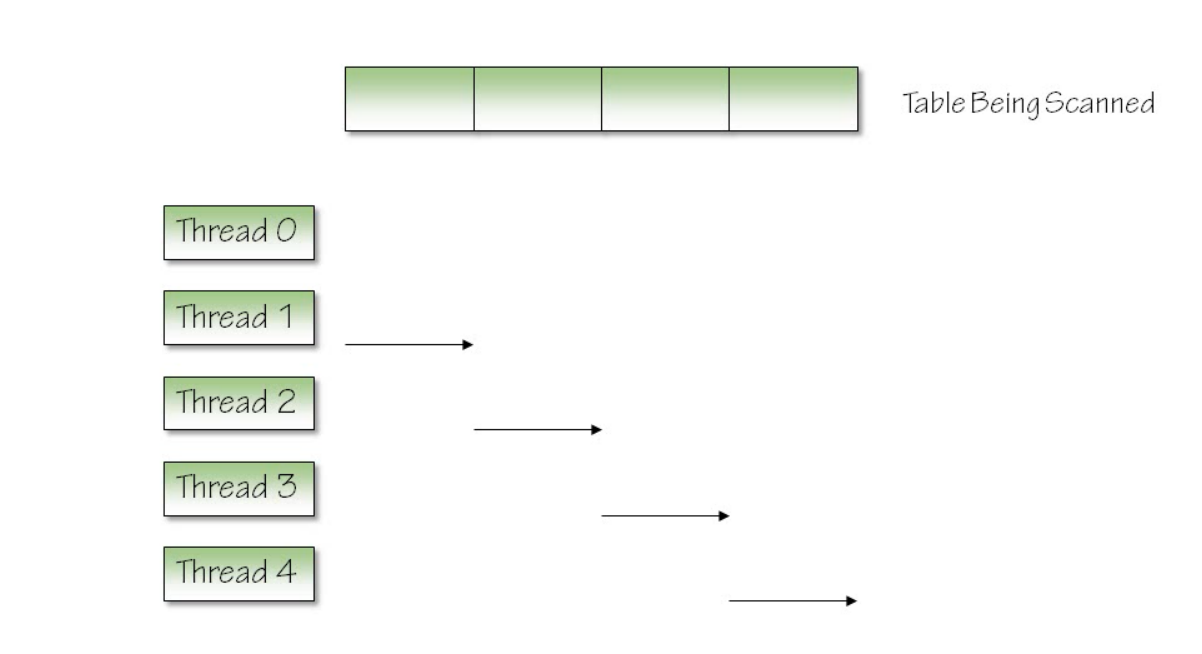 Table Being Scanned
Thread 0
Thread 1
Thread 2
Thread 3
Thread 4